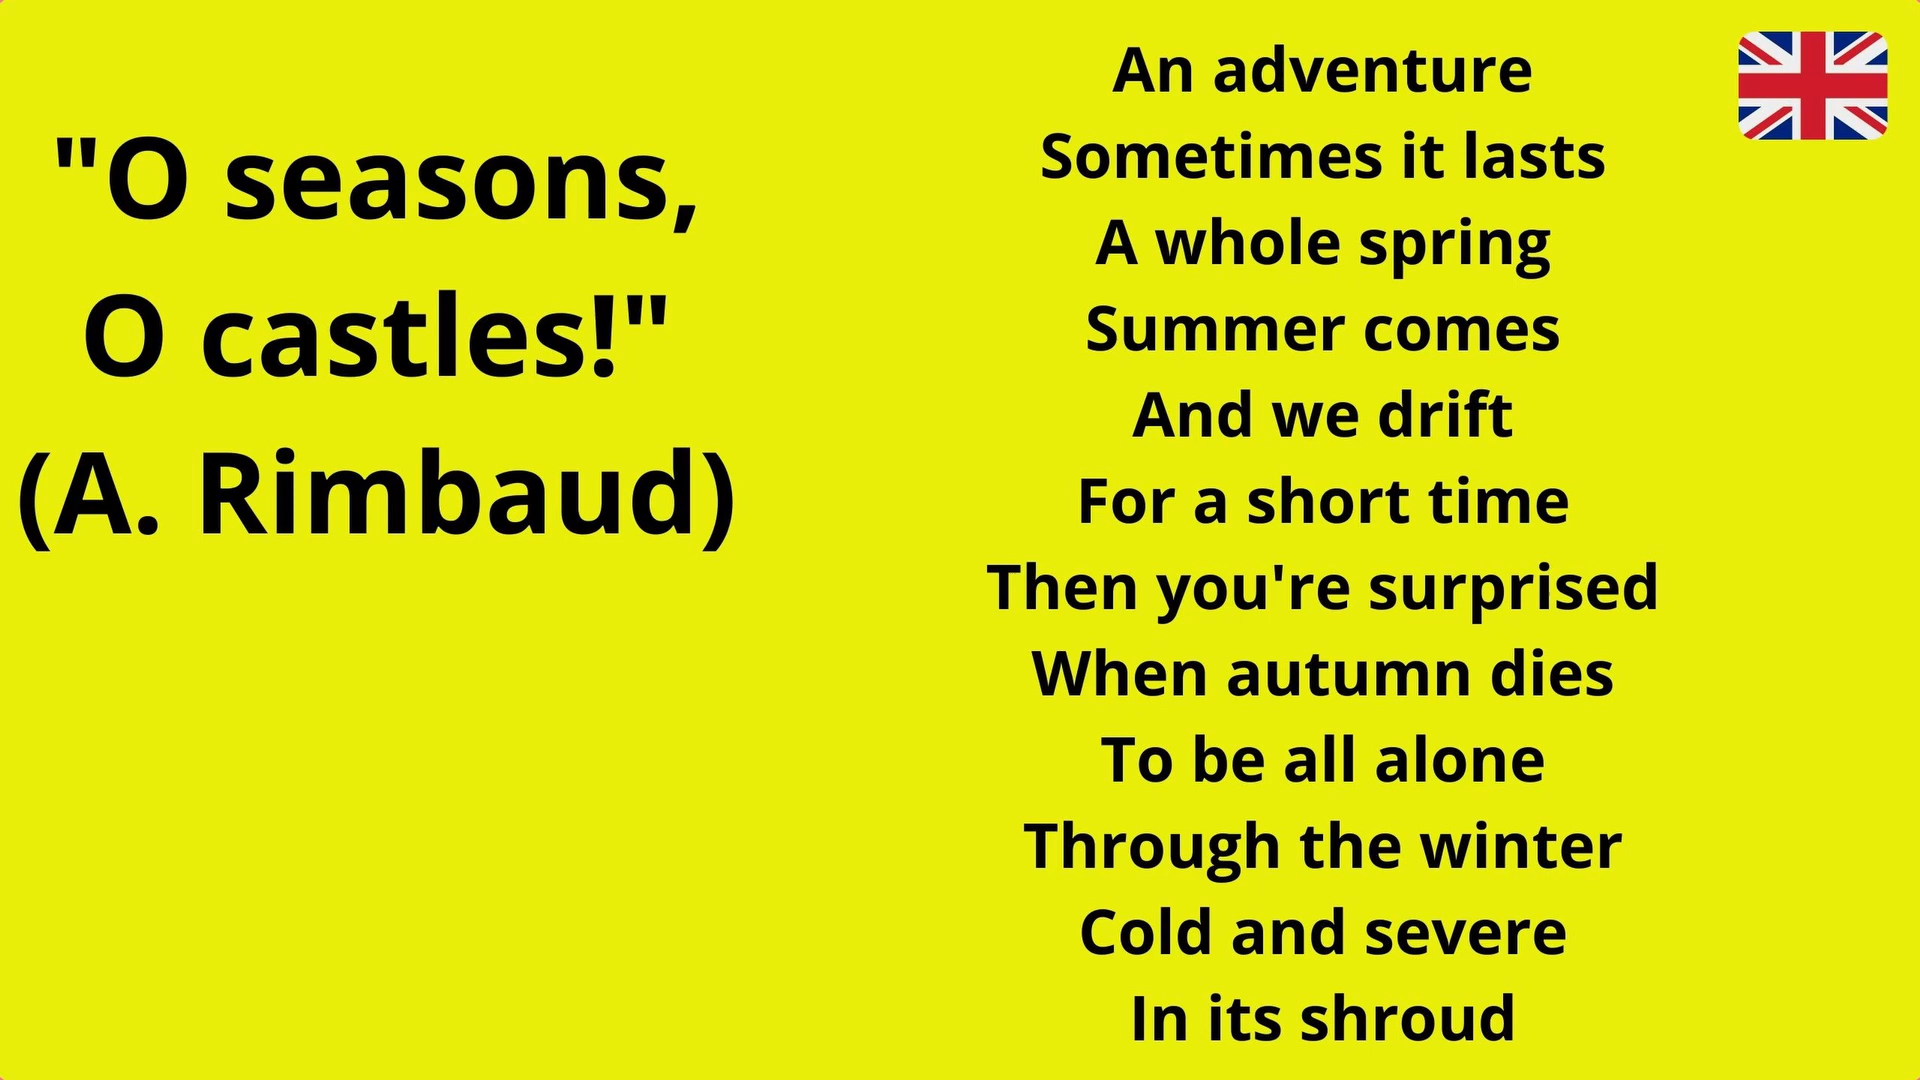 "O seasons,
O castles!"
(A. Rimbaud)
An adventure
Sometimes it lasts
A whole spring
Summer comes
And we drift
For a short time
Then you're surprised
When autumn dies
To be all alone
Through the winter
Cold and severe
In its shroud